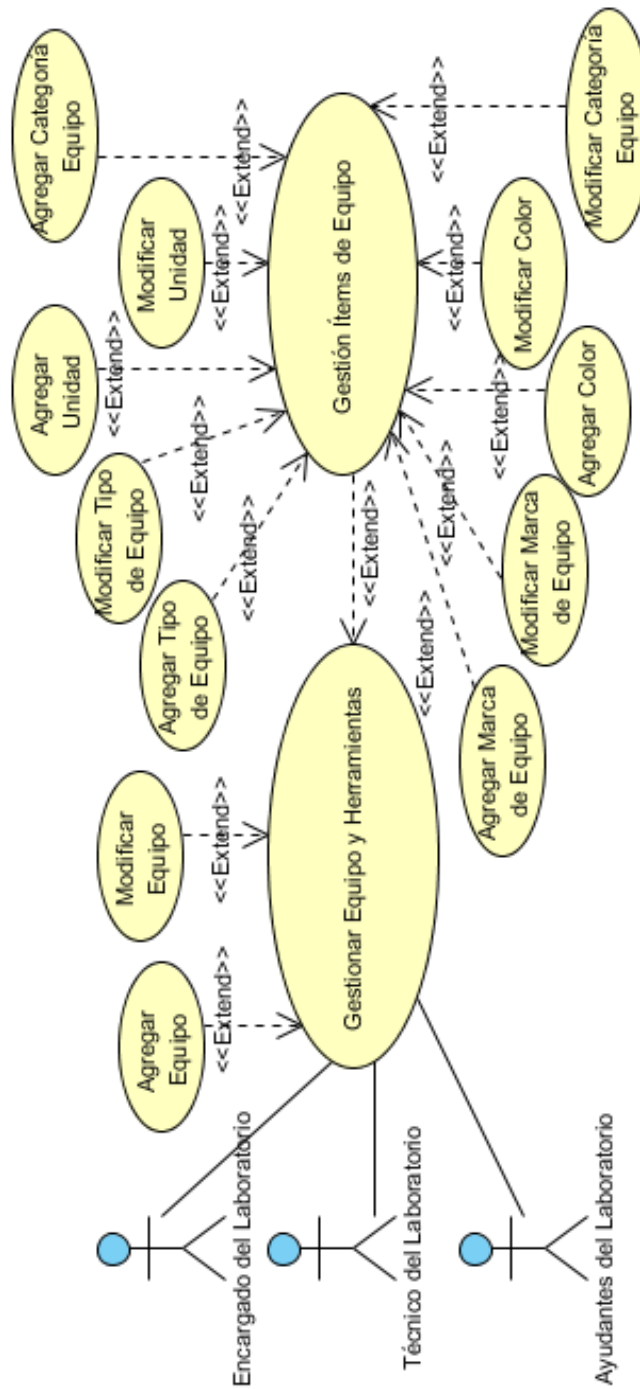 Encargado del Laboratorio
Técnico del Laboratorio
Ayudantes del Laboratorio
Agregar
Equipo
<<Extend>>
Modificar
Equipo
<<Extend>>
Gestionar Equipo y Herramientas
<<Extend>>
Agregar Tipo
de Equipo
<<Extend>>
Modificar Tipo
de Equipo
<<Extend>>
Agregar
Unidad
<<Extend>>
Modificar
Unidad
<<Extend>>
Agregar Categoría
Equipo
<<Extend>>
Gestión Ítems de Equipo
Agregar Marca
de Equipo
<<Extend>>
Modificar Marca
de Equipo
<<Extend>>
Agregar Color
<<Extend>>
Modificar Color
<<Extend>>
Modificar Categoría
Equipo
<<Extend>>